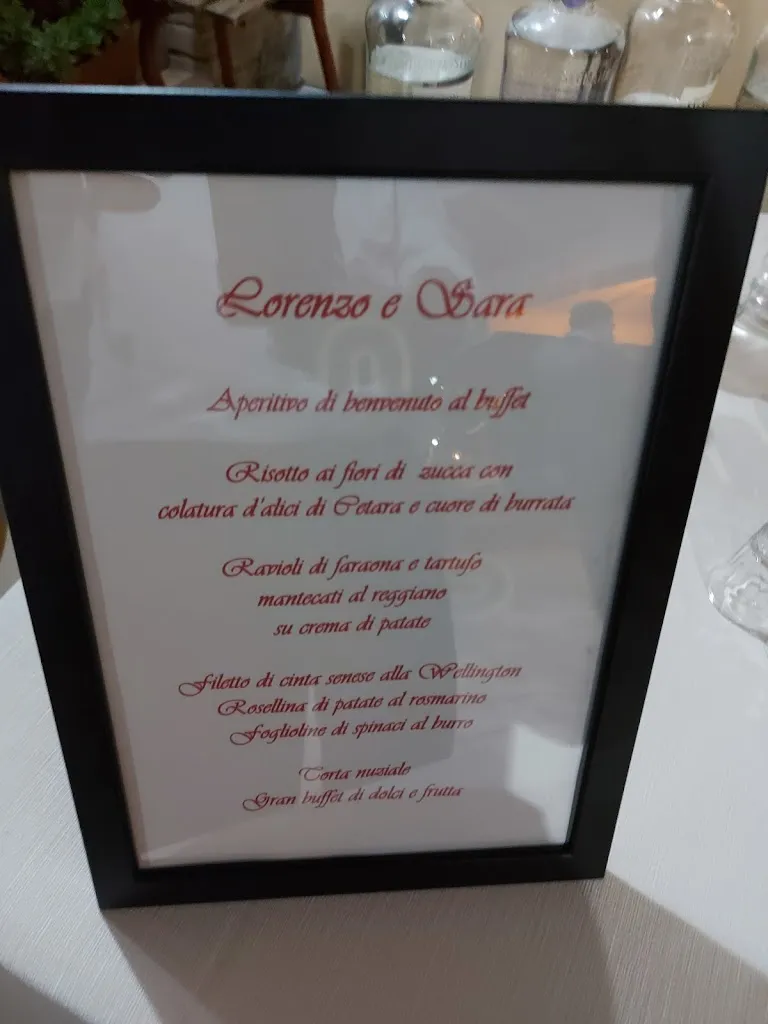 Lorenzo e Sara
Aperitivo di benvenuto al buffet
Risotto ai fiori di zucca con
colatura d'alici di Cetara e cuore di burrata
Ravioli di faraona e tartufo
mantecati al reggiano
su crema di patate
Filetto di cinta senese alla Wellington
Rosellina di patate al rosmarino
Foglioline di spinaci al burro
Torta nuziale
Gran buffet di dolci e frutta